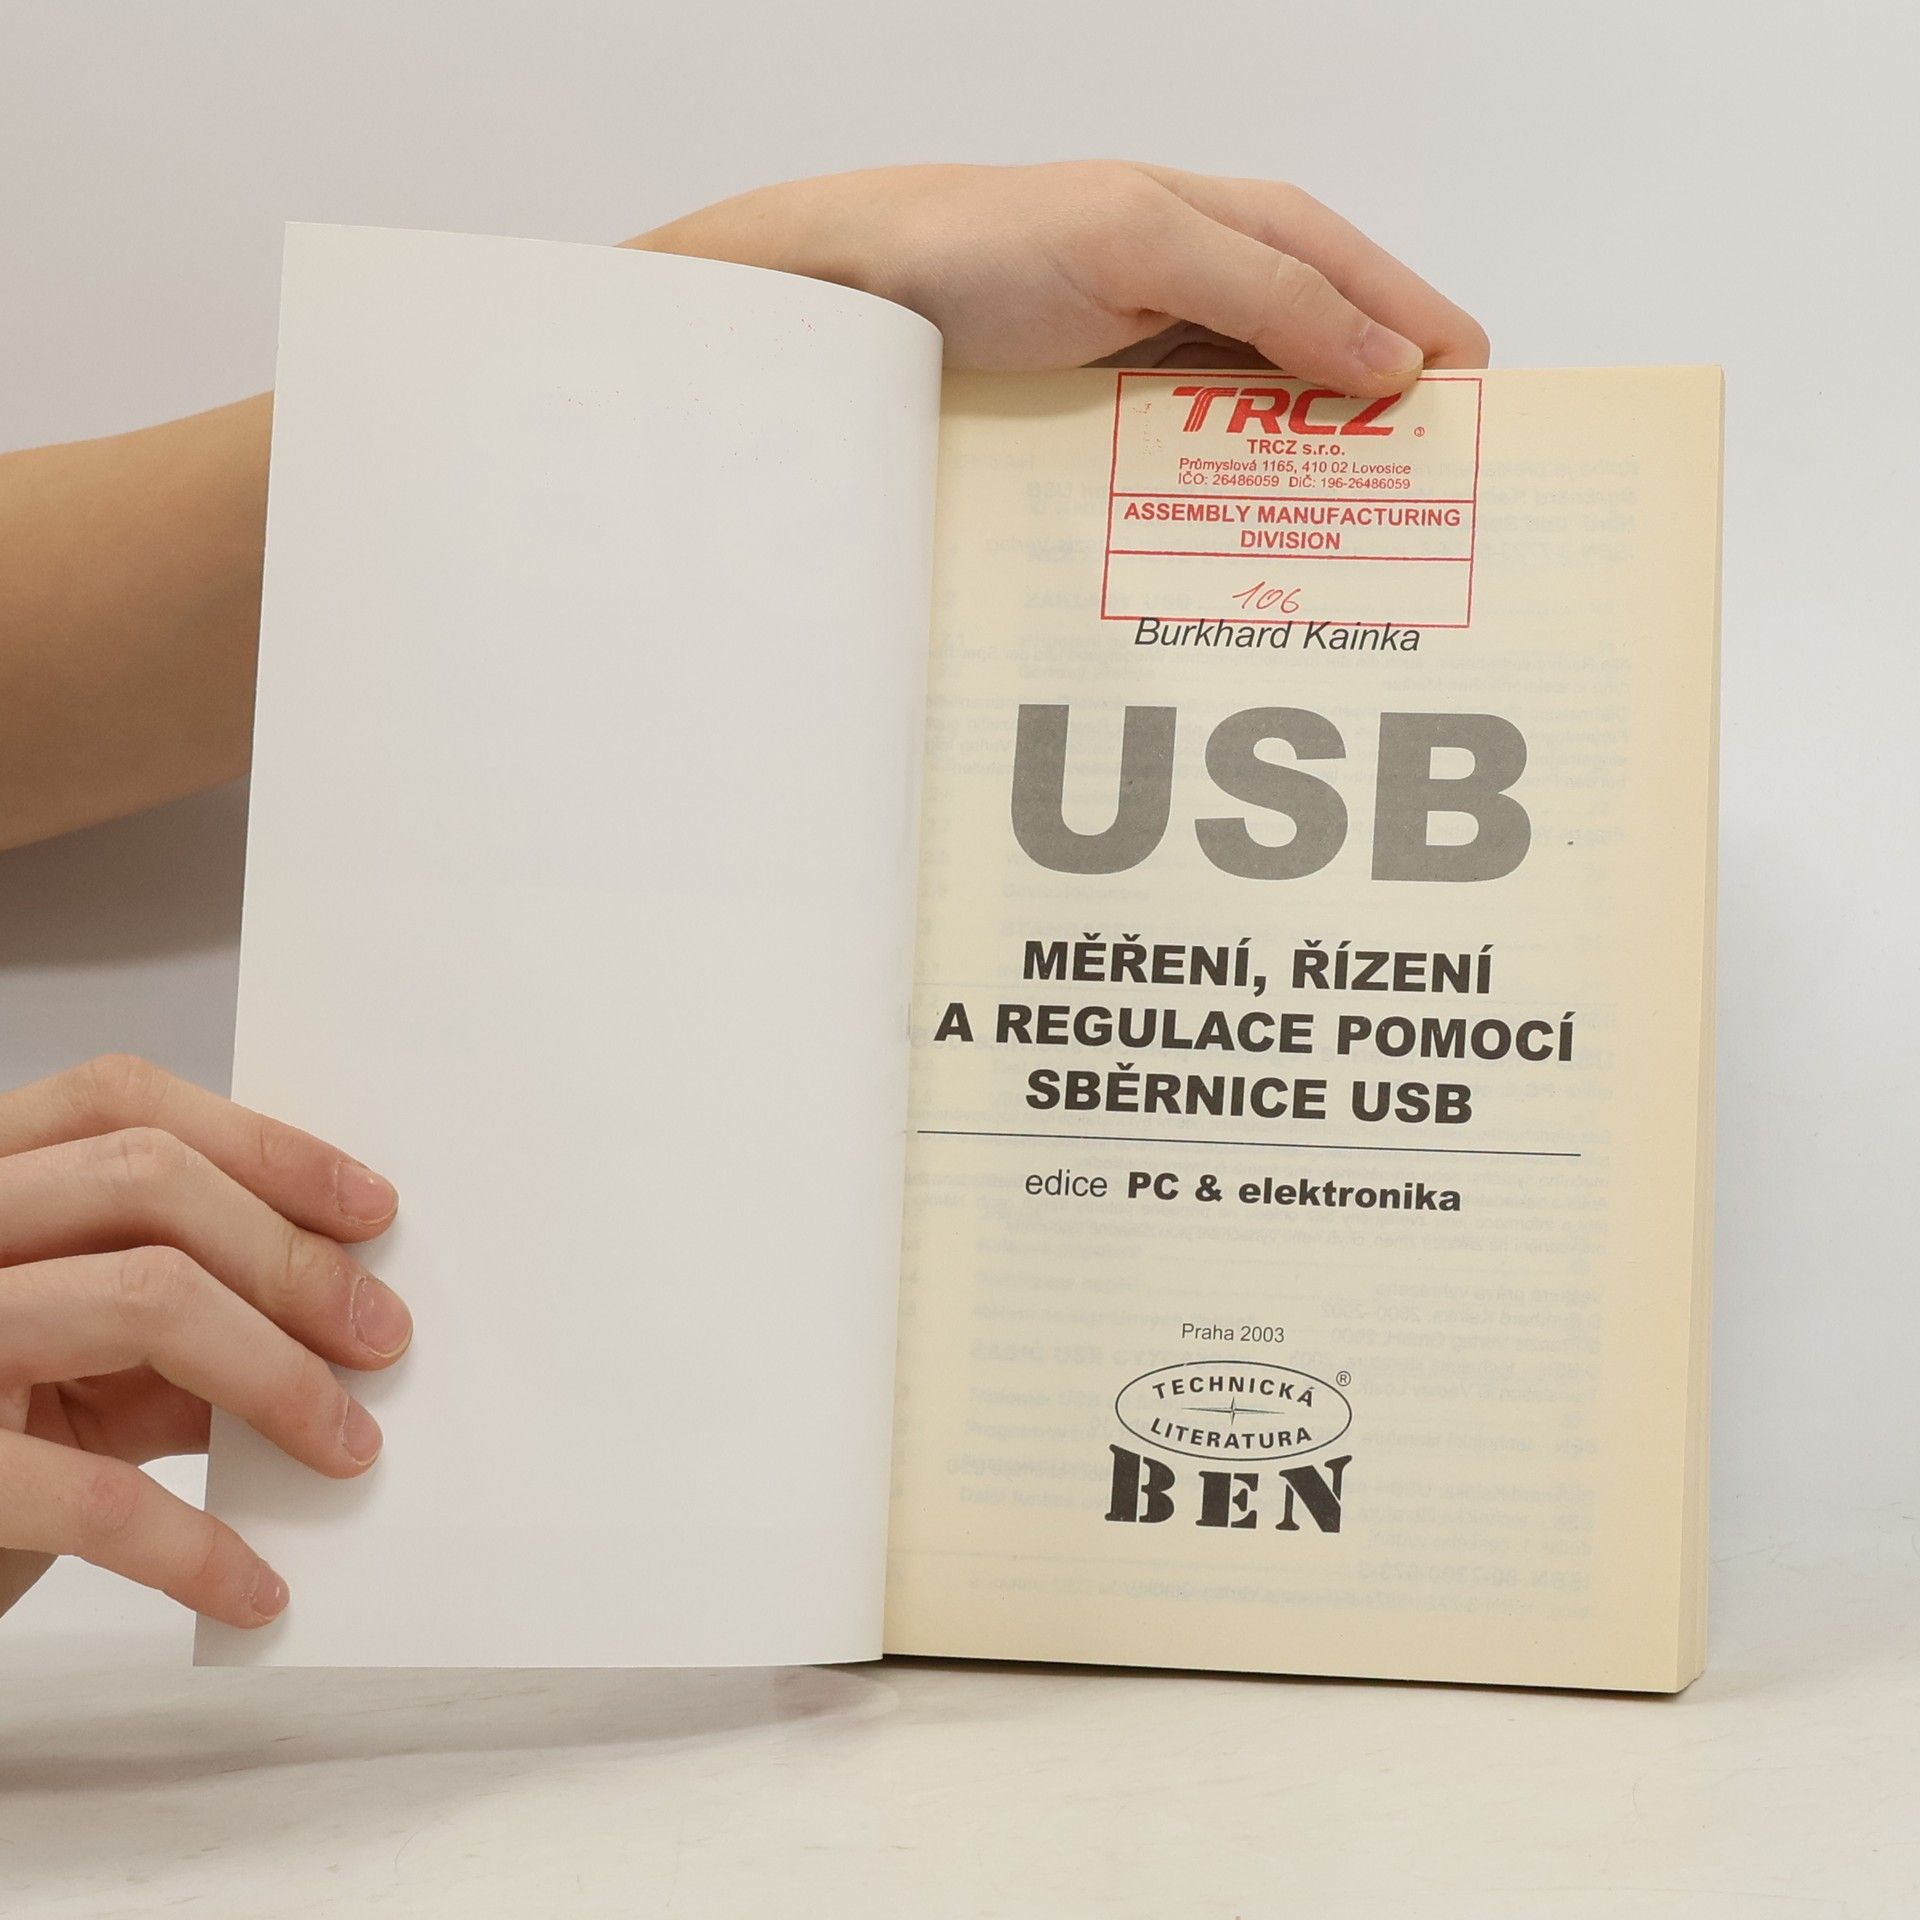 TRCZ
TRCZ s.r.o.
Průmyslová 1165, 410 02 Lovosice
IČO: 26486059 DIČ: 196-26486059
ASSEMBLY MANUFACTURING
DIVISION
106
Burkhard Kainka
USB
MĚŘENÍ, ŘÍZENÍ
A REGULACE POMOCÍ
SBĚRNICE USB
edice PC & elektronika
Praha 2003
TECHNICKÁ ®
LITERATURA
BEN